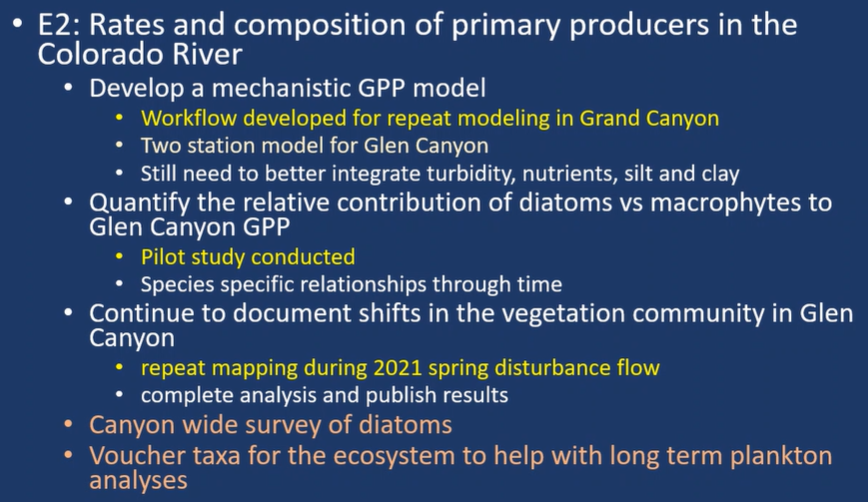 • E2: Rates and composition of primary producers in the
Colorado River
• Develop a mechanistic GPP model
• Workflow developed for repeat modeling in Grand Canyon
• Two station model for Glen Canyon
• Still need to better integrate turbidity, nutrients, silt and clay
• Quantify the relative contribution of diatoms vs macrophytes to
Glen Canyon GPP
• Pilot study conducted
• Species specific relationships through time
• Continue to document shifts in the vegetation community in Glen
Canyon
• repeat mapping during 2021 spring disturbance flow
• complete analysis and publish results
• Canyon wide survey of diatoms
• Voucher taxa for the ecosystem to help with long term plankton
analyses